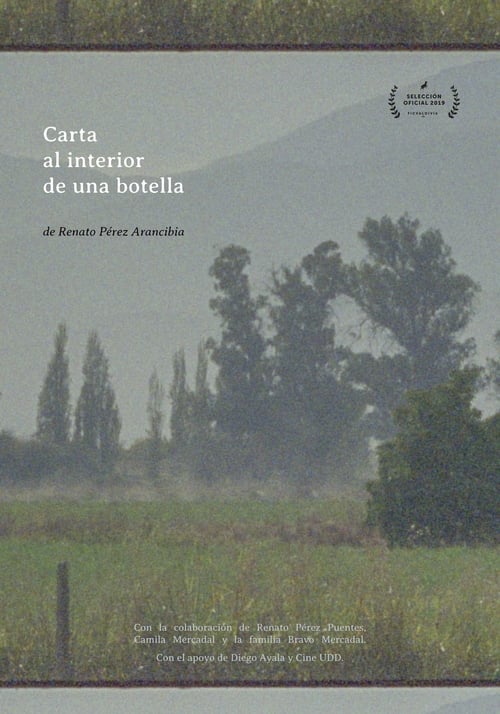 SELECCIÓN
OFICIAL 2019
FICVALDIVIA
Carta
al interior
de una botella
de Renato Pérez Arancibia
Con la colaboración de Renato Pérez Puentes,
Camila Mercadal y la familia Bravo Mercadal.
Con el apoyo de Diego Ayala y Cine UDD.